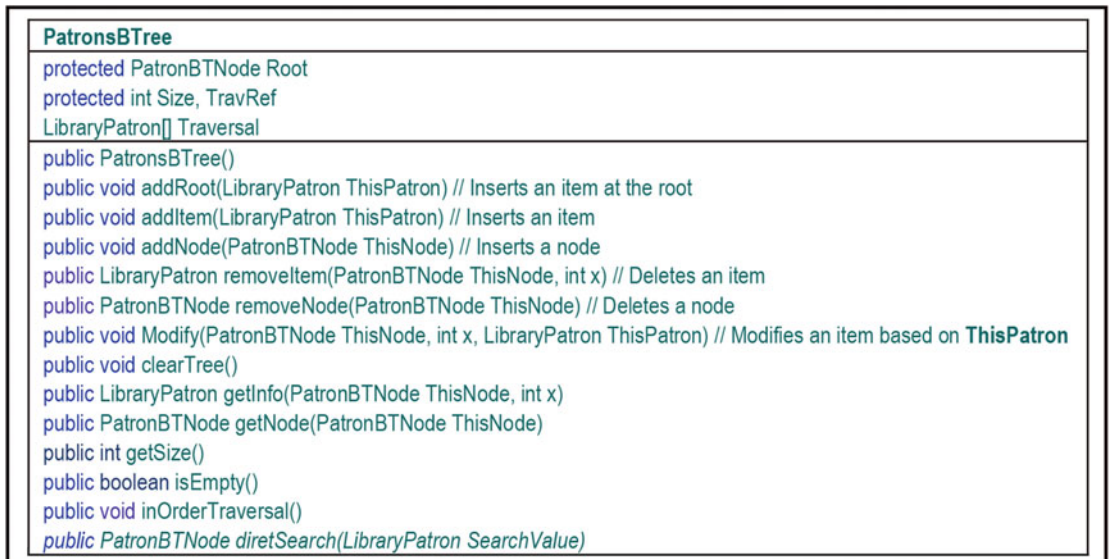 PatronsBTree
protected PatronBTNode Root
protected int Size, TravRef
LibraryPatron[] Traversal
public PatronsBTree()
public void addRoot(LibraryPatron ThisPatron) // Inserts an item at the root
public void addItem(LibraryPatron ThisPatron) // Inserts an item
public void addNode(PatronBTNode ThisNode) // Inserts a node
public LibraryPatron removeItem(PatronBTNode ThisNode, int x) // Deletes an item
public PatronBTNode removeNode(PatronBTNode ThisNode) // Deletes a node
public void Modify(PatronBTNode ThisNode, int x, LibraryPatron ThisPatron) // Modifies an item based on ThisPatron
public void clearTree()
public LibraryPatron getInfo(PatronBTNode ThisNode, int x)
public PatronBTNode getNode(PatronBTNode ThisNode)
public int getSize()
public boolean isEmpty()
public void inOrderTraversal()
public PatronBTNode diretSearch(LibraryPatron SearchValue)